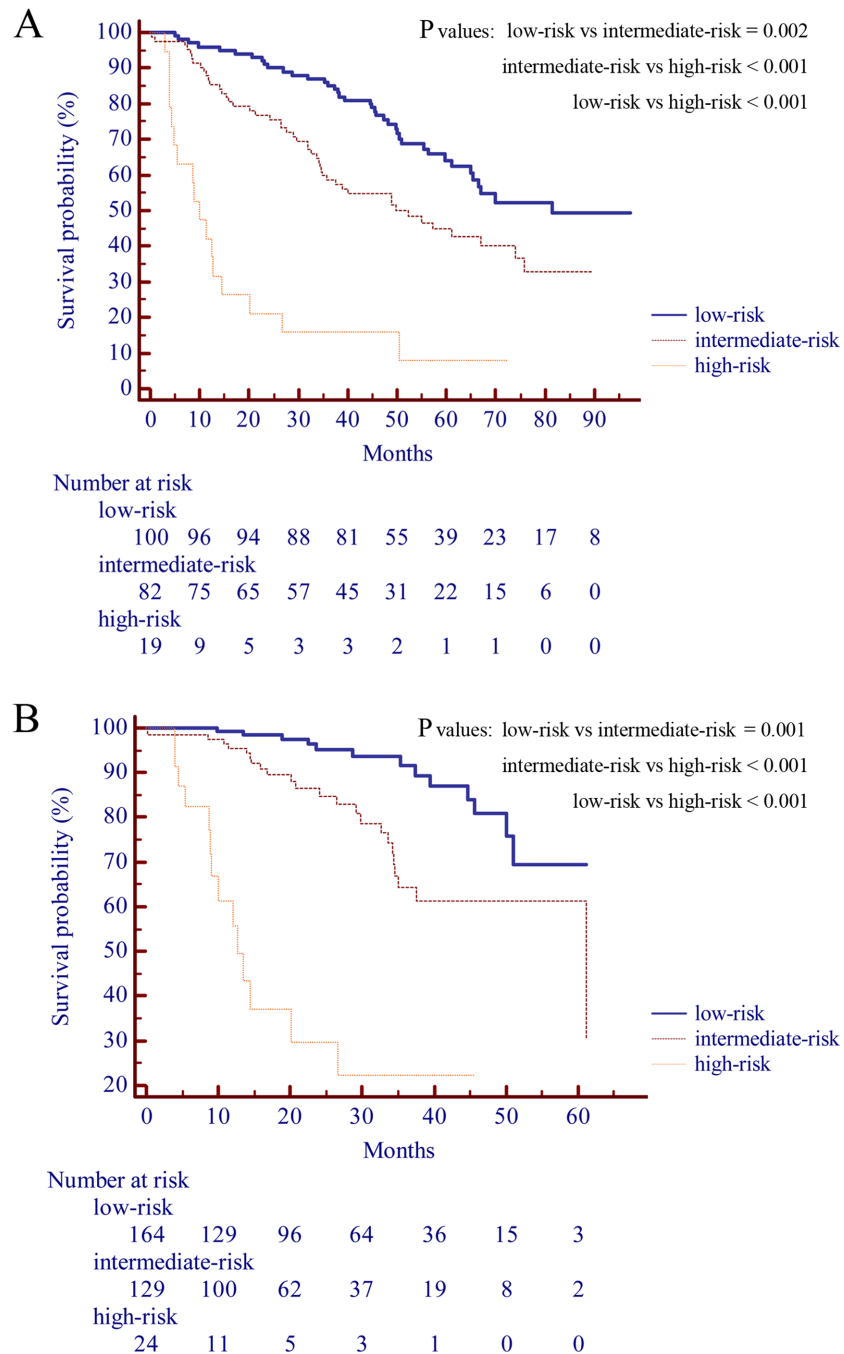 A
P values: low-risk vs intermediate-risk = 0.002
intermediate-risk vs high-risk < 0.001
low-risk vs high-risk < 0.001
Survival probability (%)
100
90
80
70
60
50
40
30
20
10
0
0 10 20 30 40 50 60 70 80 90
Months
low-risk
intermediate-risk
high-risk
Number at risk
low-risk
100 96 94 88 81 55 39 23 17 8
intermediate-risk
82 75 65 57 45 31 22 15 6 0
high-risk
19 9 5 3 3 2 1 1 0 0
B
P values: low-risk vs intermediate-risk = 0.001
intermediate-risk vs high-risk < 0.001
low-risk vs high-risk < 0.001
Survival probability (%)
100
90
80
70
60
50
40
30
20
0 10 20 30 40 50 60
Months
low-risk
intermediate-risk
high-risk
Number at risk
low-risk
164 129 96 64 36 15 3
intermediate-risk
129 100 62 37 19 8 2
high-risk
24 11 5 3 1 0 0